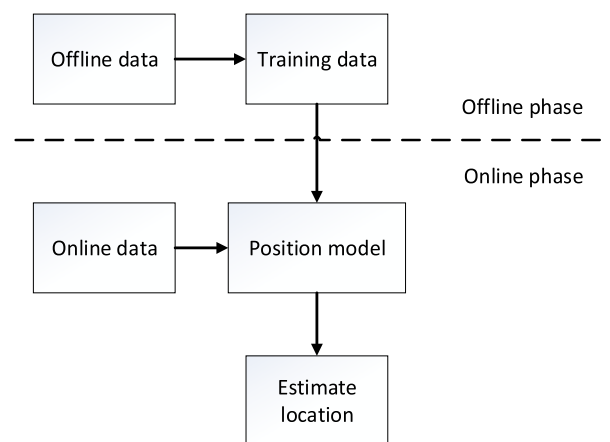 Offline data
Training data
Offline phase
Online phase
Online data
Position model
Estimate
location